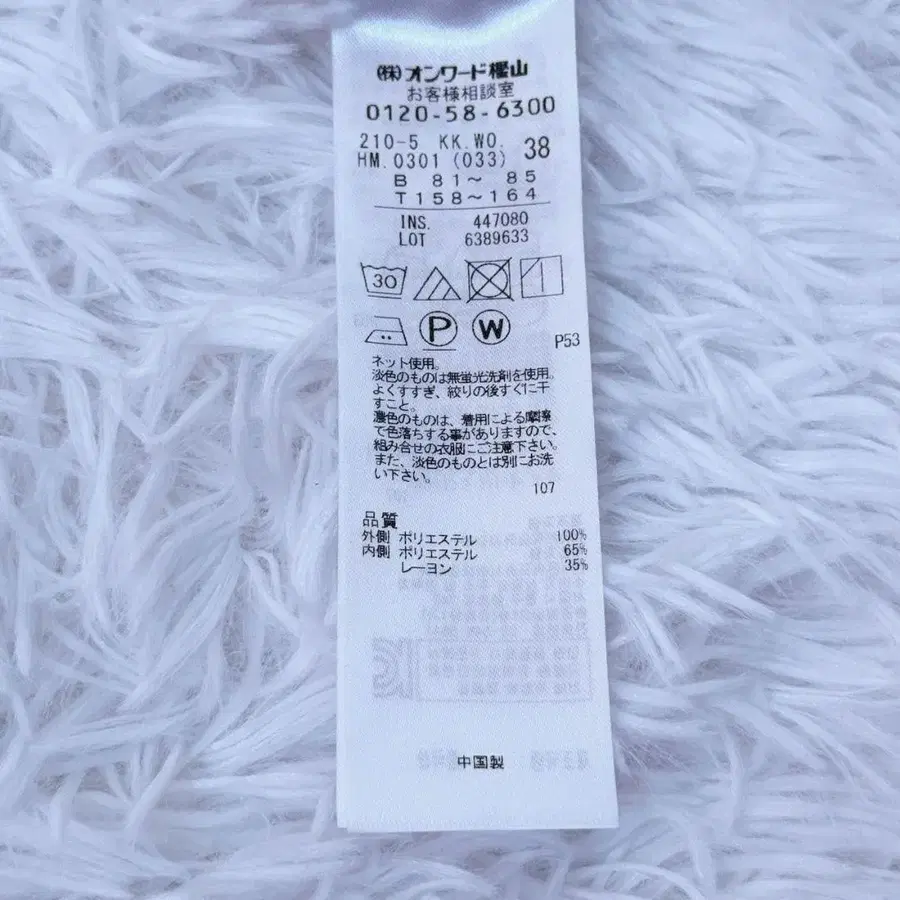 (株)オンワード樫山
お客様相談室
0120-58-6300
210-5 KK.WO. 38
HM.0301(033)
B 81~ 85
T158~164
INS. 447080
LOT 6389633
30
P W
P53
ネット使用。
淡色のものは無蛍光洗剤を使用。
よくすすぎ、絞りの後すぐに干
すこと。
濃色のものは、着用による摩擦
で色落ちする事がありますので、
組み合せの衣服にご注意下さい。
また、淡色のものとは別にお洗
い下さい。
107
品質
外側 ポリエステル 100%
内側 ポリエステル 65%
レーヨン 35%
中国製